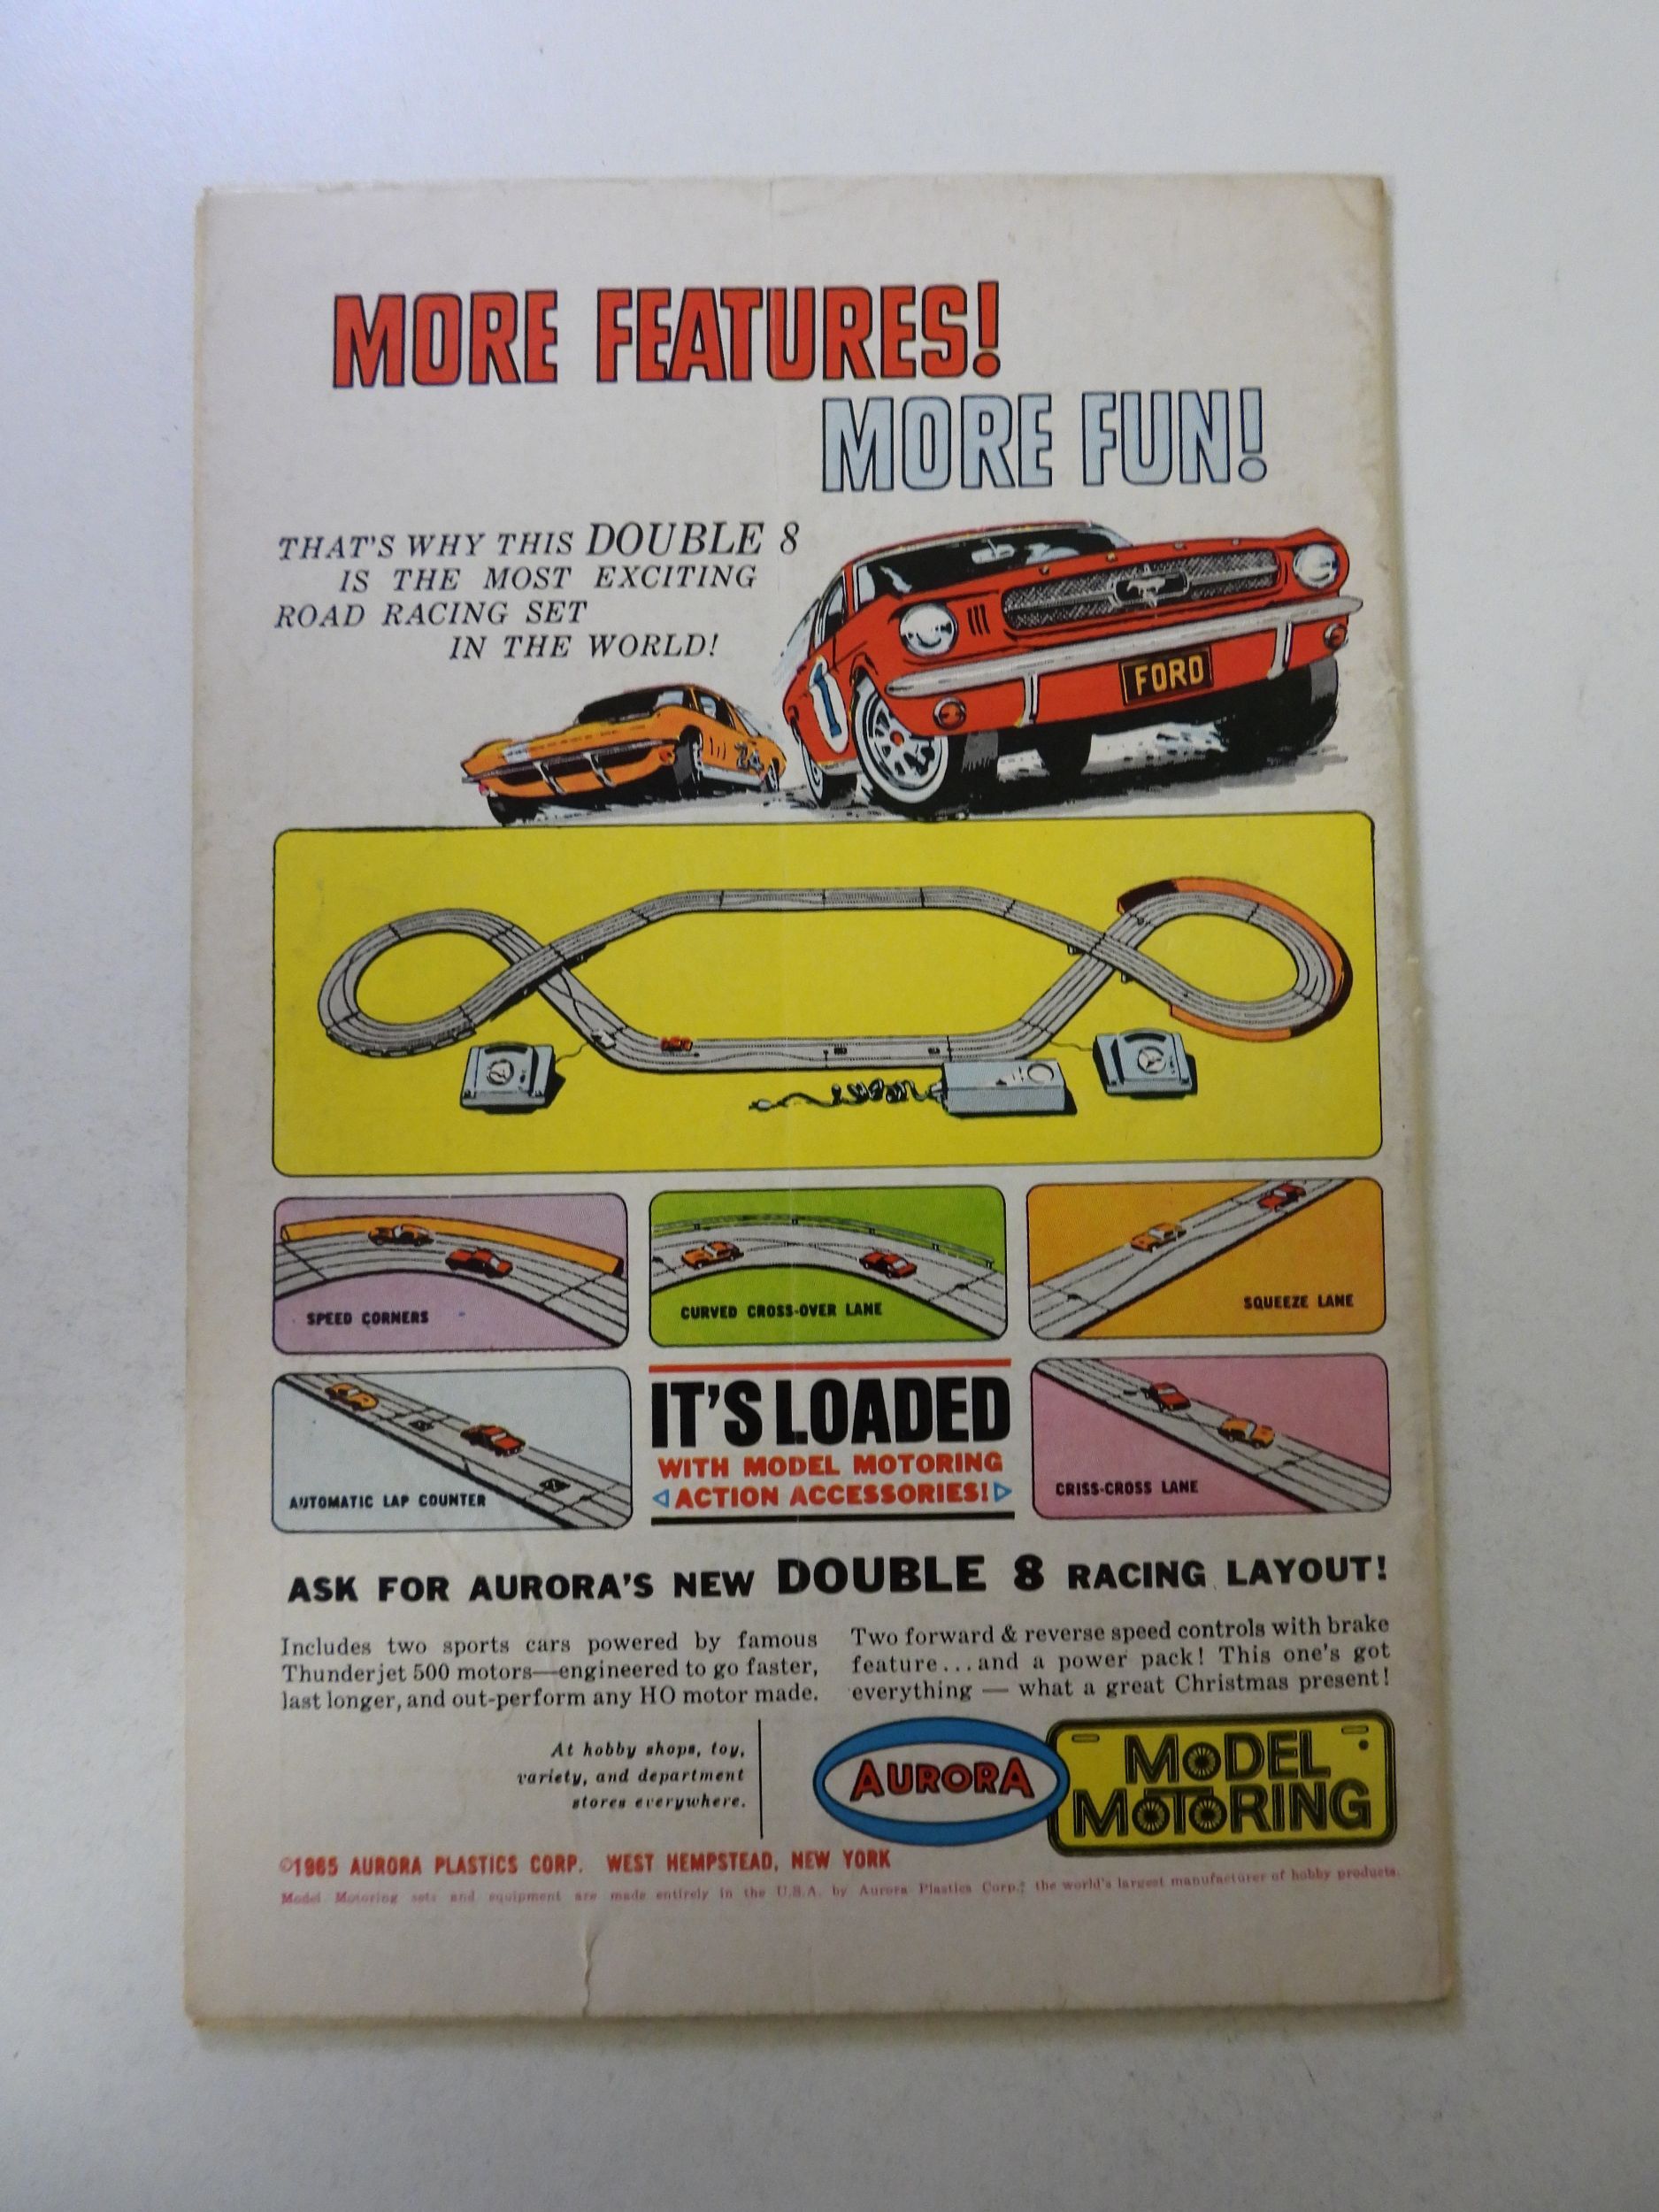 MORE FEATURES!
MORE FUN!
THAT'S WHY THIS DOUBLE 8
IS THE MOST EXCITING
ROAD RACING SET
IN THE WORLD!
FORD
1
24
SPEED CORNERS
CURVED CROSS-OVER LANE
SQUEEZE LANE
AUTOMATIC LAP COUNTER
IT'S LOADED
WITH MODEL MOTORING
ACTION ACCESSORIES!
CRISS-CROSS LANE
ASK FOR AURORA'S NEW DOUBLE 8 RACING LAYOUT!
Includes two sports cars powered by famous
Thunderjet 500 motors—engineered to go faster,
last longer, and out-perform any HO motor made.
Two forward & reverse speed controls with brake
feature...and a power pack! This one's got
everything — what a great Christmas present!
At hobby shops, toy,
variety, and department
stores everywhere.
AURORA
MODEL
MOTORING
©1965 AURORA PLASTICS CORP. WEST HEMPSTEAD, NEW YORK
Model Motoring sets and equipment are made entirely in the U.S.A. by Aurora Plastics Corp., the world's largest manufacturer of hobby products.